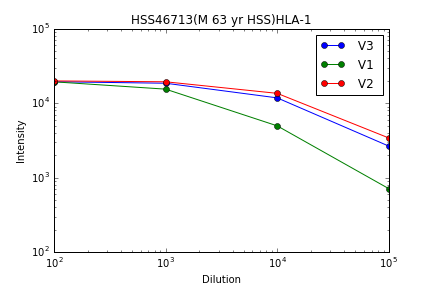 HSS46713(M 63 yr HSS)HLA-1
10^5
10^4
10^3
10^2
Intensity
V3
V1
V2
10^2 10^3 10^4 10^5
Dilution